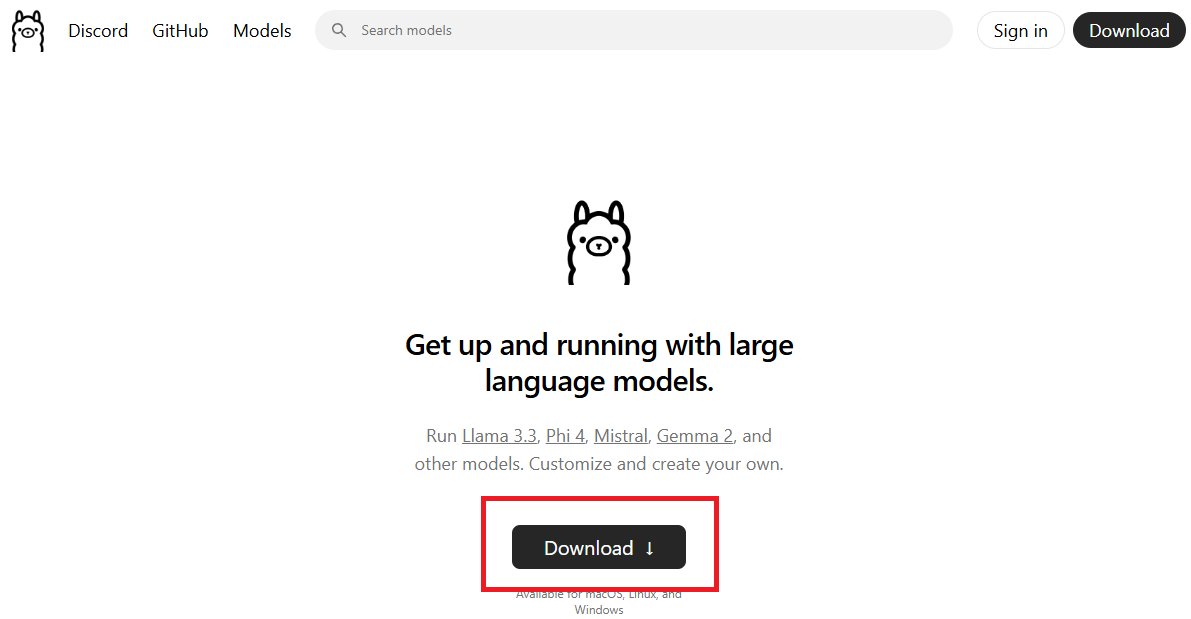 Discord GitHub Models Search models Sign in Download
Get up and running with large
language models.
Run Llama 3.3, Phi 4, Mistral, Gemma 2, and
other models. Customize and create your own.
Download ↓
Available for macOS, Linux, and
Windows